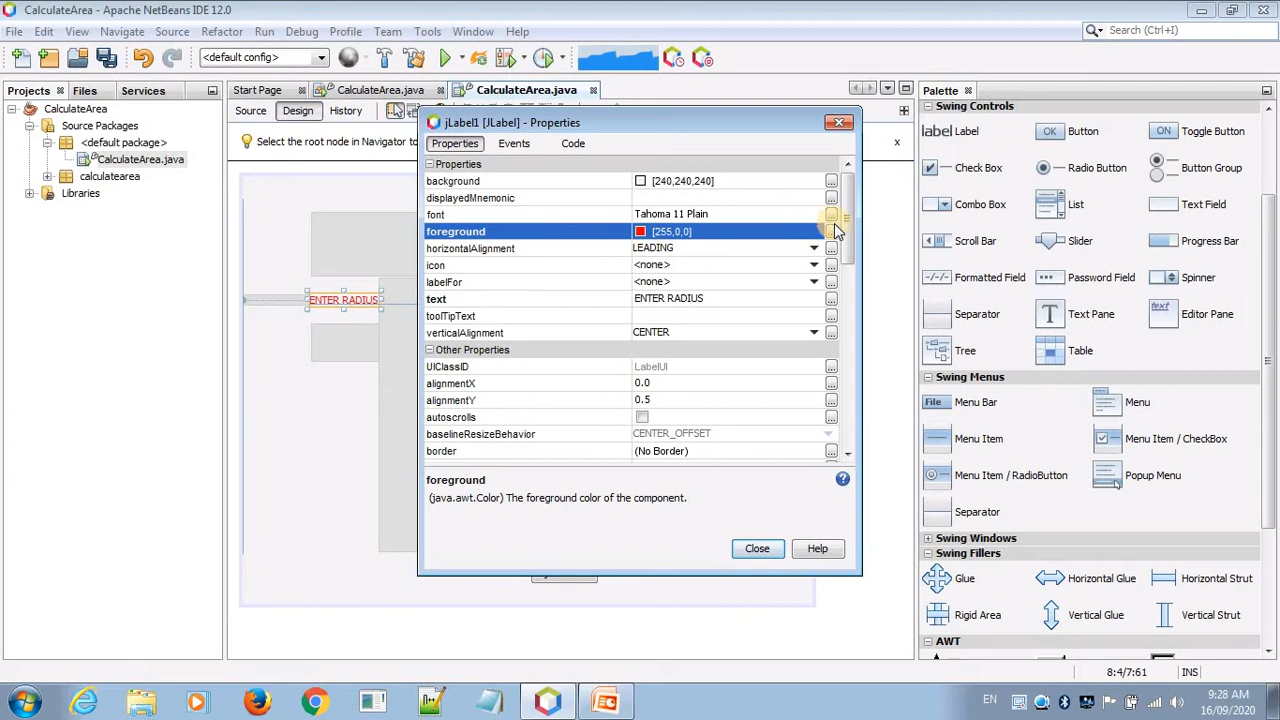 CalculateArea - Apache NetBeans IDE 12.0
File Edit View Navigate Source Refactor Run Debug Profile Team Tools Window Help
Search (Ctrl+I)
<default config>
Projects Files Services
Start Page CalculateArea.java CalculateArea.java
Palette
CalculateArea
Source Packages
<default package>
CalculateArea.java
calculatearea
Libraries
Source Design History
Select the root node in Navigator to
x
jLabel1 [JLabel] - Properties
Properties Events Code
Properties
background [240,240,240] ...
displayedMnemonic ...
font Tahoma 11 Plain ...
foreground [255,0,0] ...
horizontalAlignment LEADING ...
icon <none> ...
labelFor <none> ...
text ENTER RADIUS ...
toolTipText ...
verticalAlignment CENTER ...
Other Properties
UIClassID LabelUI ...
alignmentX 0.0 ...
alignmentY 0.5 ...
autoscrolls ...
baselineResizeBehavior CENTER_OFFSET
border (No Border) ...
foreground
(java.awt.Color) The foreground color of the component.
Close Help
ENTER RADIUS
Swing Controls
label Label OK Button ON Toggle Button
Check Box Radio Button Button Group
Combo Box List Text Field
Scroll Bar Slider Progress Bar
Formatted Field Password Field Spinner
Separator Text Pane text Editor Pane
Tree Table
Swing Menus
File Menu Bar Menu
Menu Item Menu Item / CheckBox
Menu Item / RadioButton Popup Menu
Separator
Swing Windows
Swing Fillers
Glue Horizontal Glue Horizontal Strut
Rigid Area Vertical Glue Vertical Strut
AWT
8:4/7:61 INS
EN
9:28 AM
16/09/2020